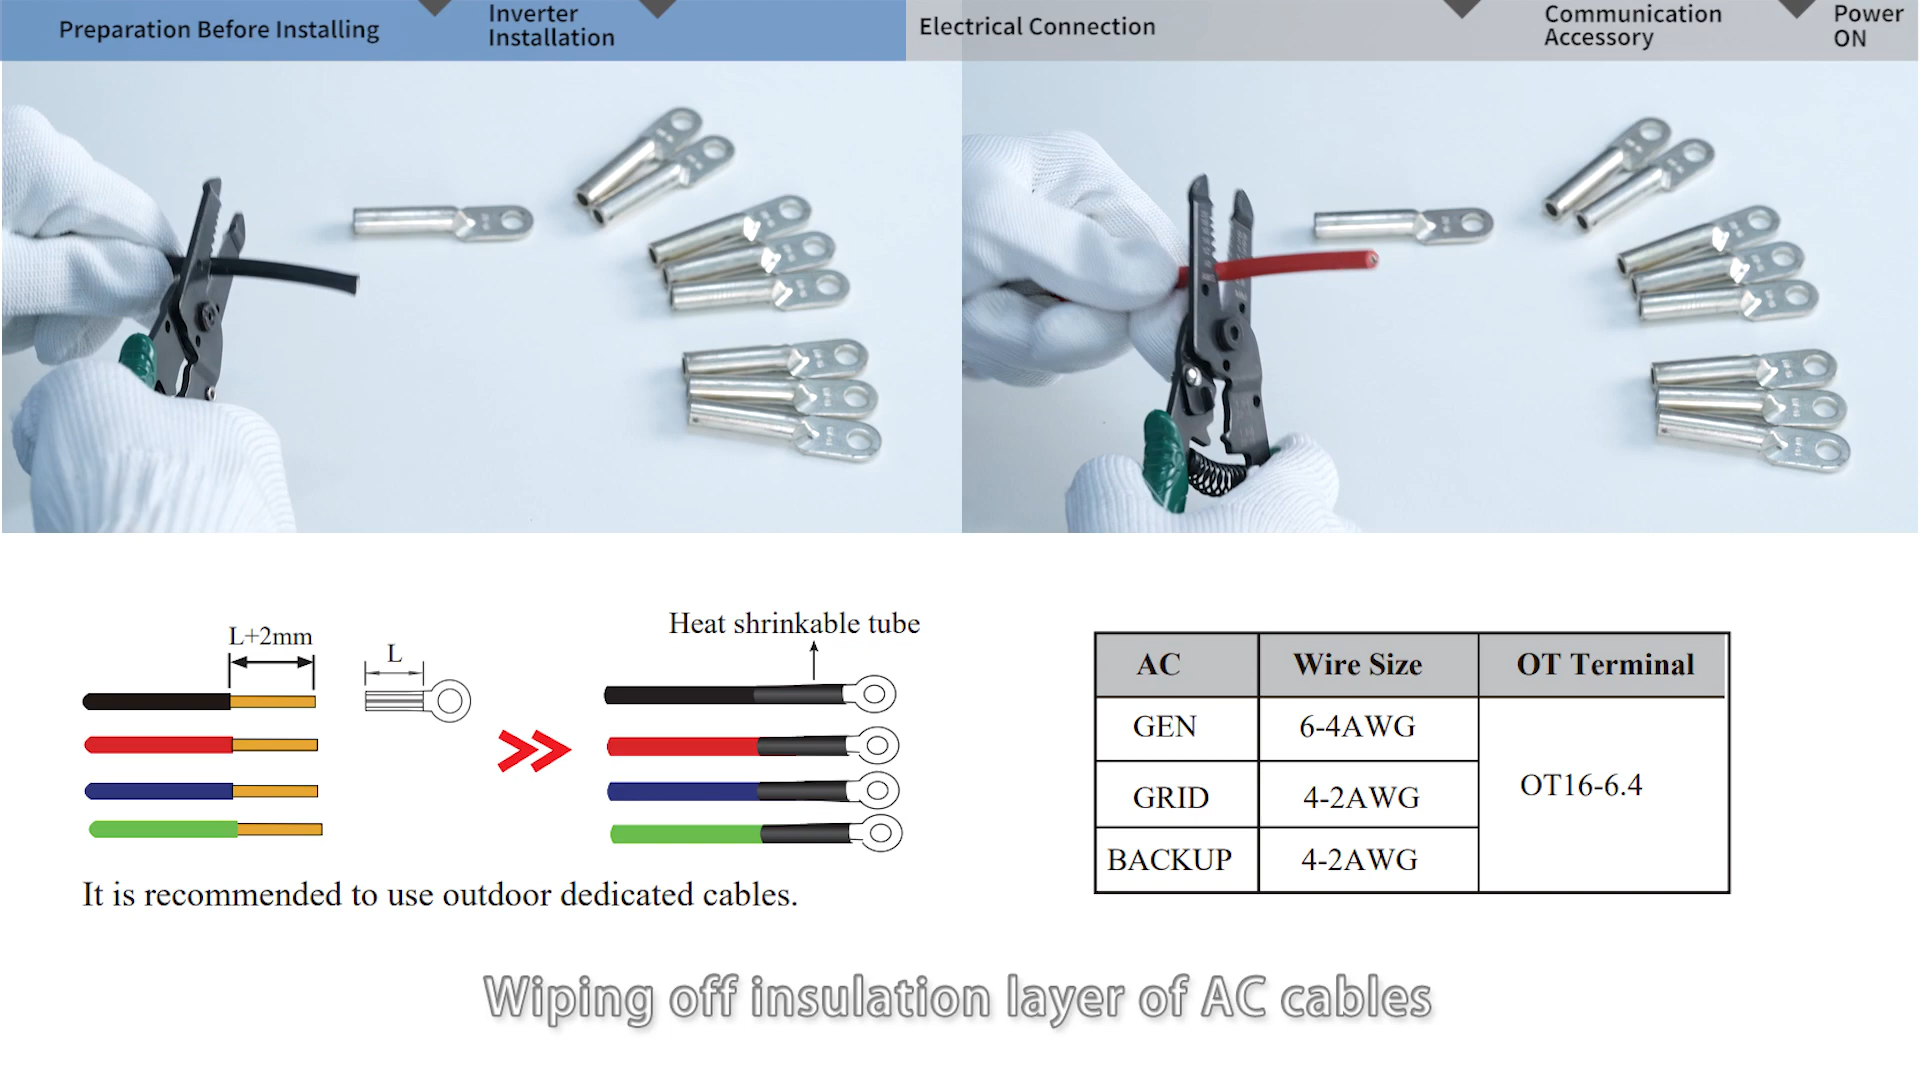 Preparation Before Installing
Inverter
Installation
Electrical Connection
Communication
Accessory
Power
ON
L+2mm
L
Heat shrinkable tube
It is recommended to use outdoor dedicated cables.
AC Wire Size OT Terminal
GEN 6-4AWG
GRID 4-2AWG
OT16-6.4
BACKUP 4-2AWG
Wiping off insulation layer of AC cables